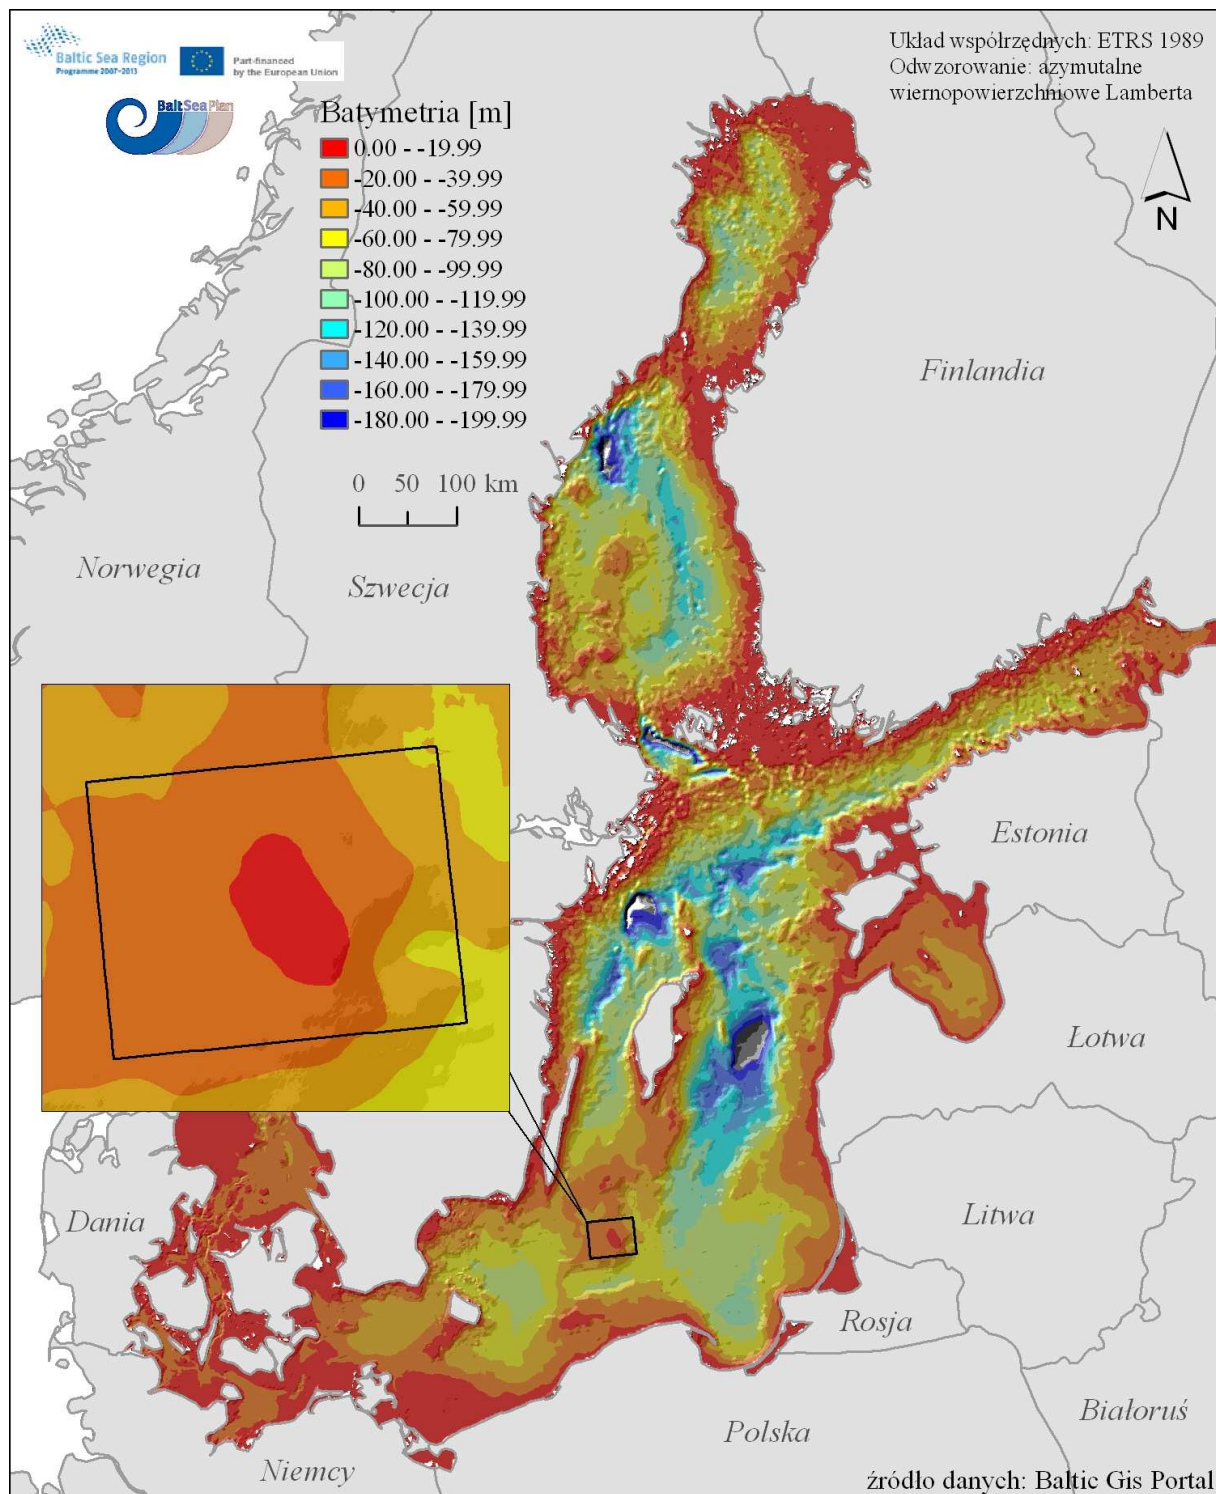 Baltic Sea Region
Programme 2007-2013
Part-financed
by the European Union
BaltSeaPlan
Układ współrzędnych: ETRS 1989
Odwzorowanie: azymutalne
wiernopowierzchniowe Lamberta
N
Batymetria [m]
0.00 - -19.99
-20.00 - -39.99
-40.00 - -59.99
-60.00 - -79.99
-80.00 - -99.99
-100.00 - -119.99
-120.00 - -139.99
-140.00 - -159.99
-160.00 - -179.99
-180.00 - -199.99
0 50 100 km
Finlandia
Norwegia
Szwecja
Estonia
Łotwa
Dania
Litwa
Rosja
Białoruś
Polska
Niemcy
źródło danych: Baltic Gis Portal